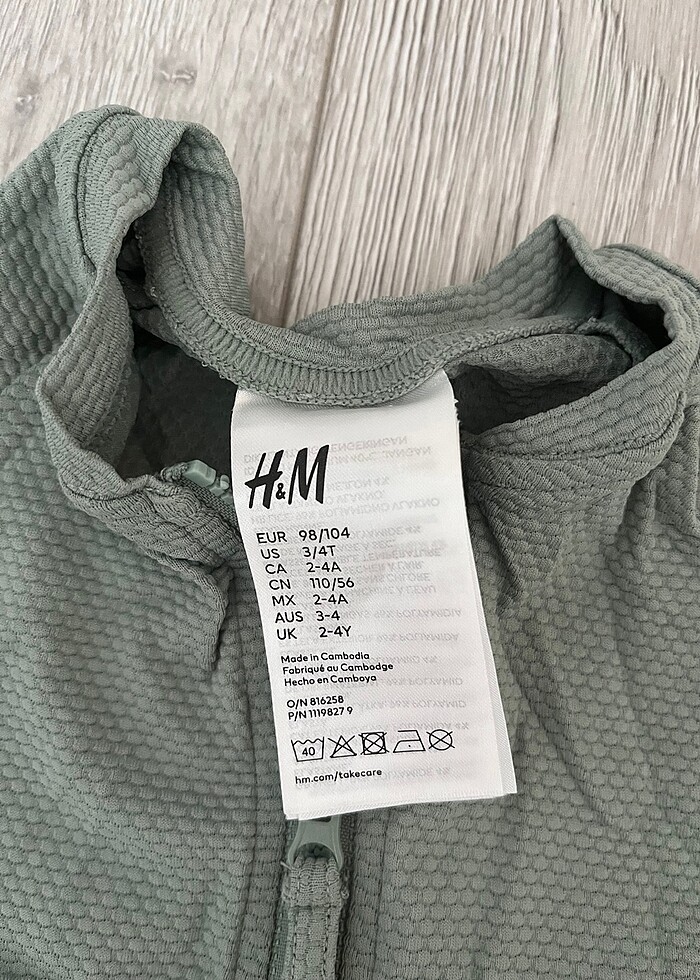 H&M
EUR 98/104
US 3/4T
CA 2-4A
CN 110/56
MX 2-4A
AUS 3-4
UK 2-4Y
Made in Cambodia
Fabriqué au Cambodge
Hecho en Camboya
O/N 816258
P/N 1119827 9
40
hm.com/takecare